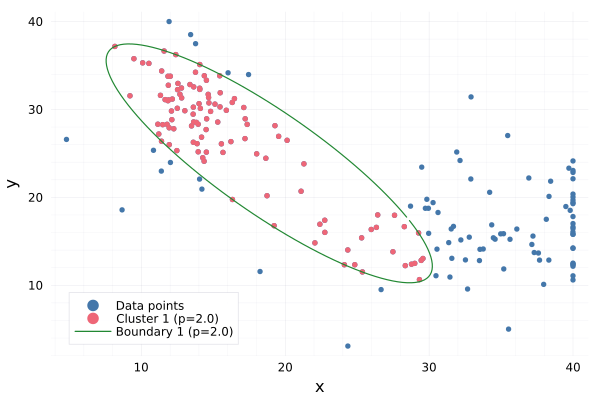 40
30
20
10
y
Data points
Cluster 1 (p=2.0)
Boundary 1 (p=2.0)
10 20 30 40
x